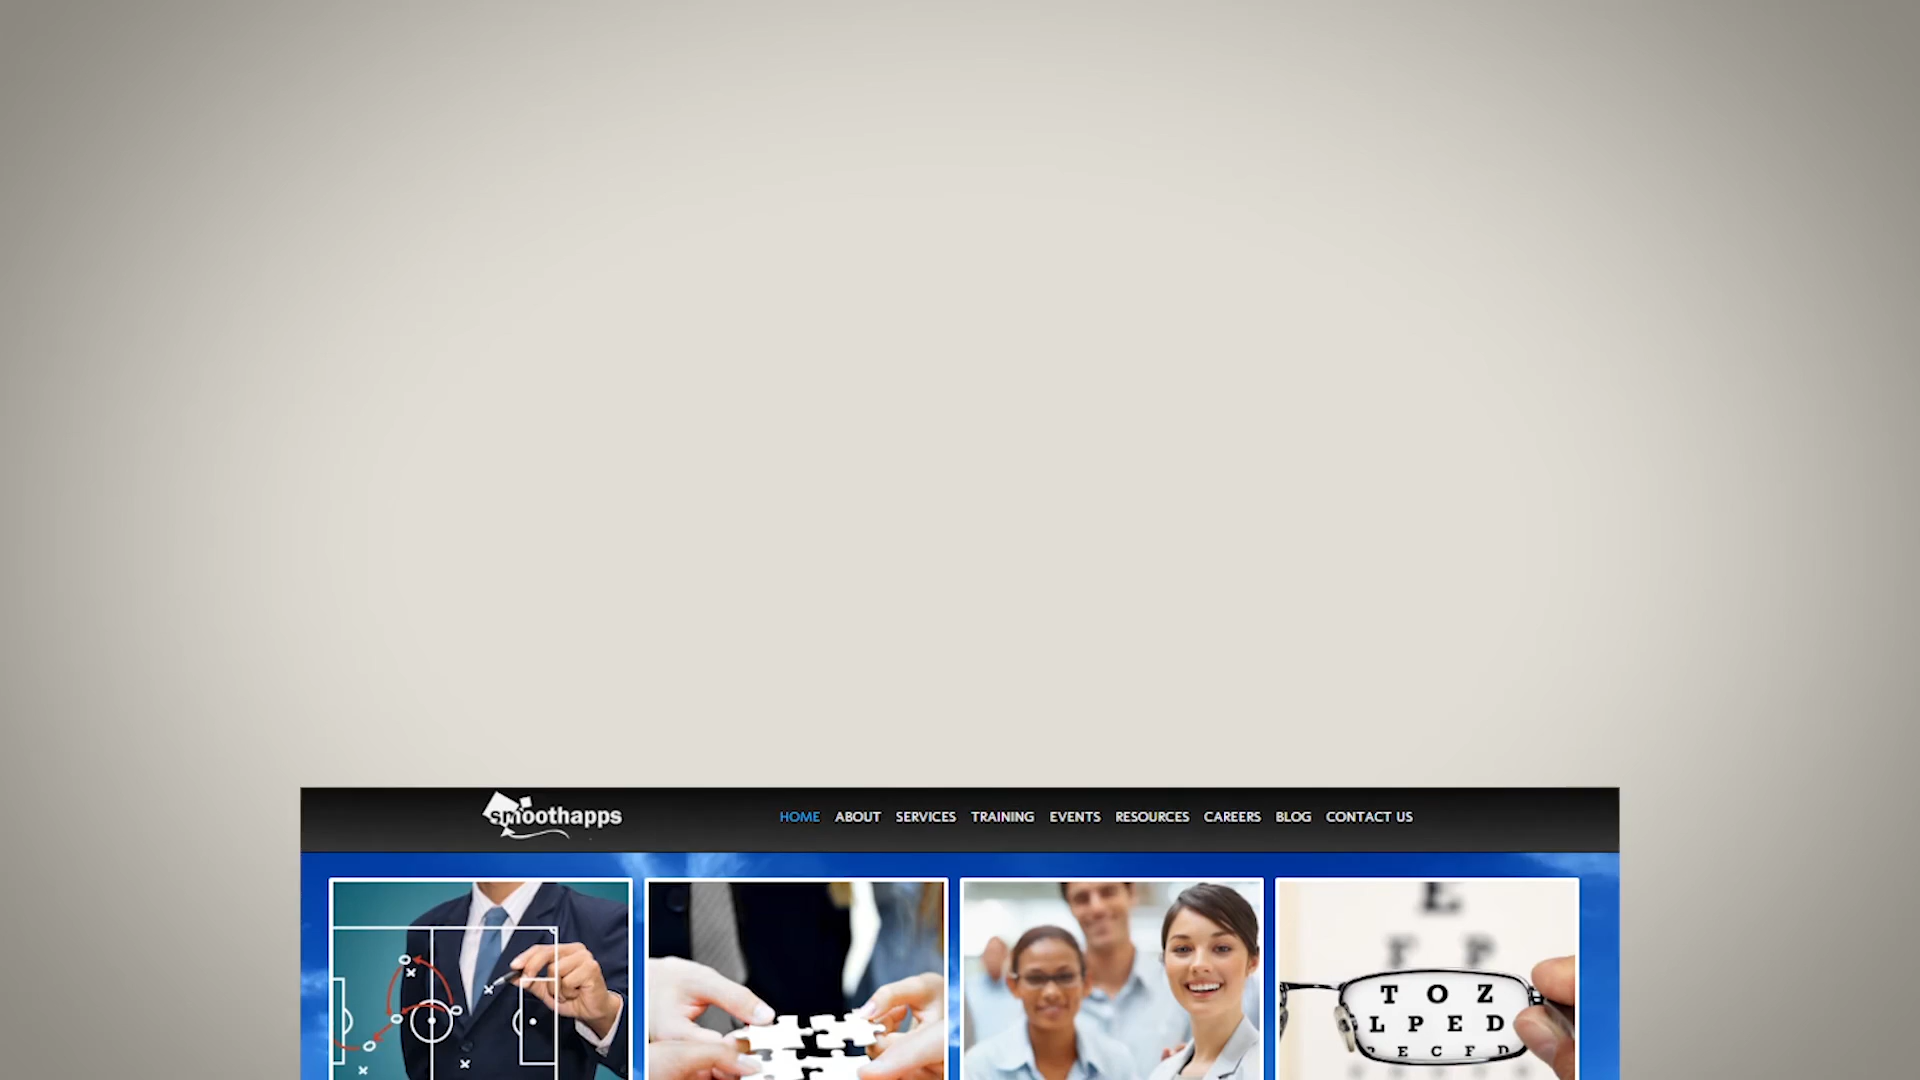 smoothapps
HOME ABOUT SERVICES TRAINING EVENTS RESOURCES CAREERS BLOG CONTACT US
E
F P
T O Z
L P E D
P E C F D